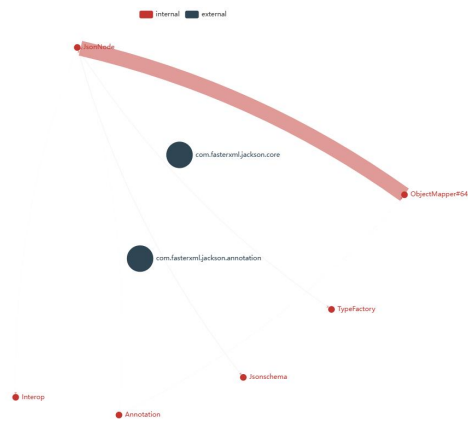 internal external
JsonNode
com.fasterxml.jackson.core
ObjectMapper#64
com.fasterxml.jackson.annotation
TypeFactory
Jsonschema
Interop
Annotation